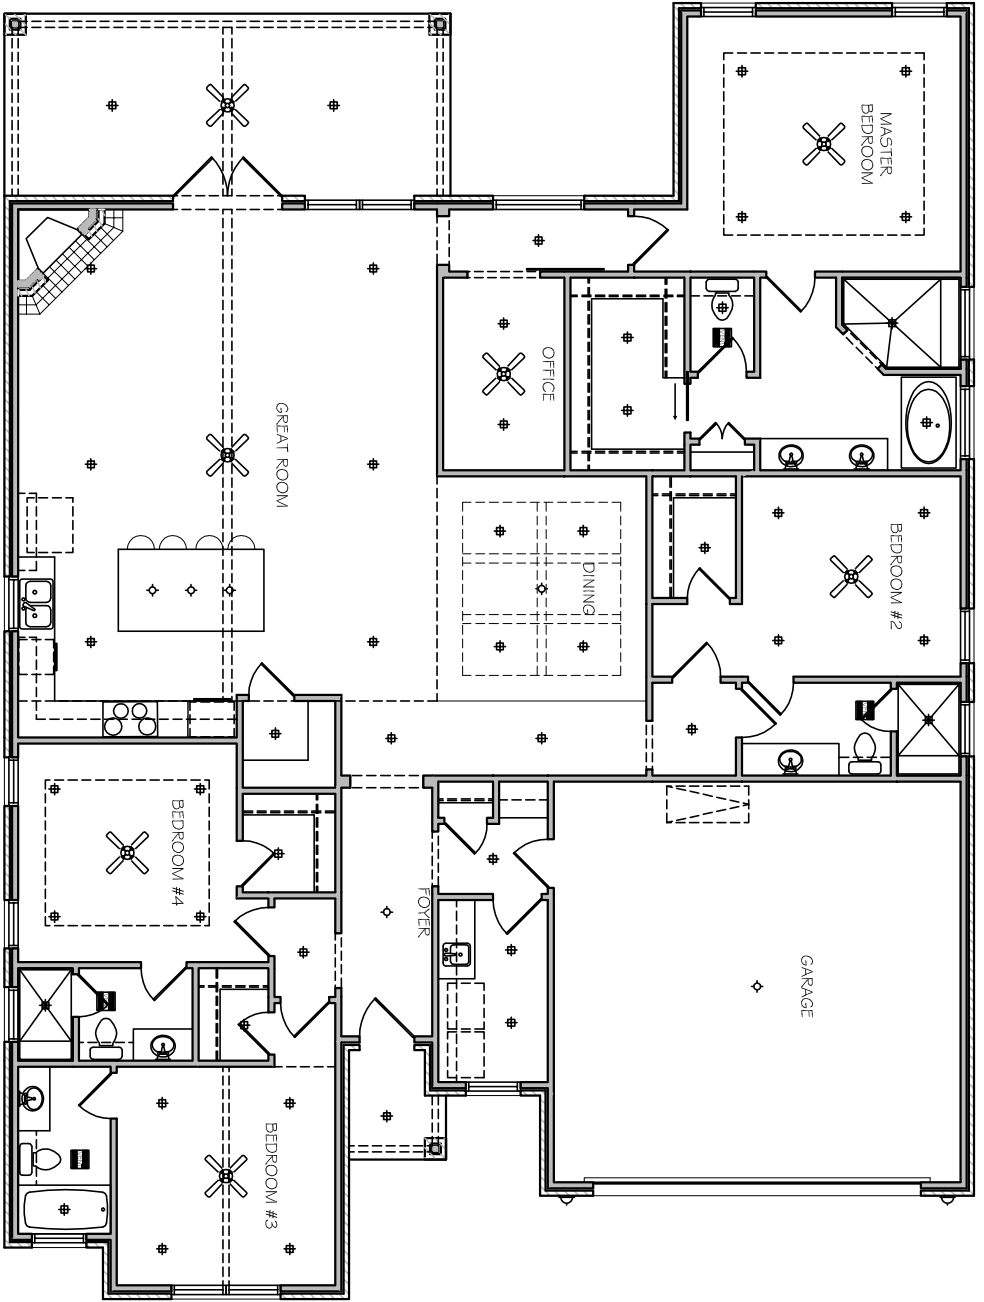 MASTER
BEDROOM
OFFICE
GREAT ROOM
BEDROOM #2
DINING
BEDROOM #4
FOYER
GARAGE
BEDROOM #3